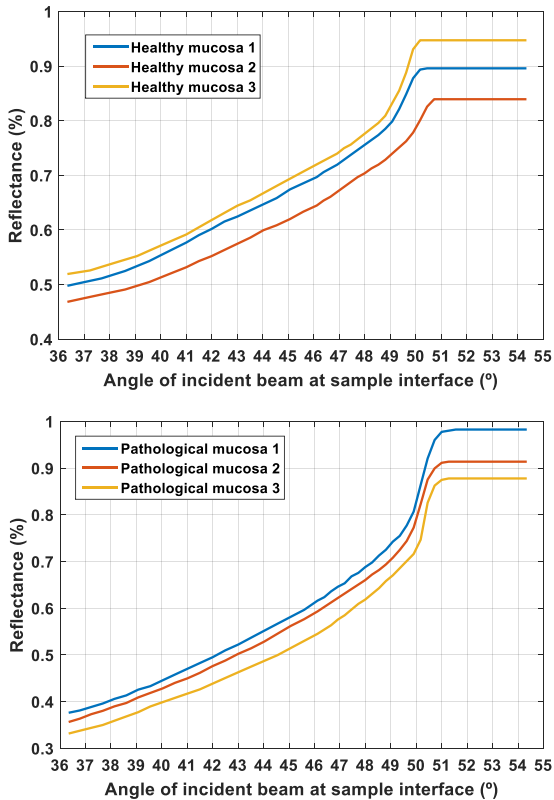 1
0.9
0.8
0.7
0.6
0.5
0.4
Reflectance (%)
Healthy mucosa 1
Healthy mucosa 2
Healthy mucosa 3
36 37 38 39 40 41 42 43 44 45 46 47 48 49 50 51 52 53 54 55
Angle of incident beam at sample interface (º)
1
0.9
0.8
0.7
0.6
0.5
0.4
0.3
Reflectance (%)
Pathological mucosa 1
Pathological mucosa 2
Pathological mucosa 3
36 37 38 39 40 41 42 43 44 45 46 47 48 49 50 51 52 53 54 55
Angle of incident beam at sample interface (º)